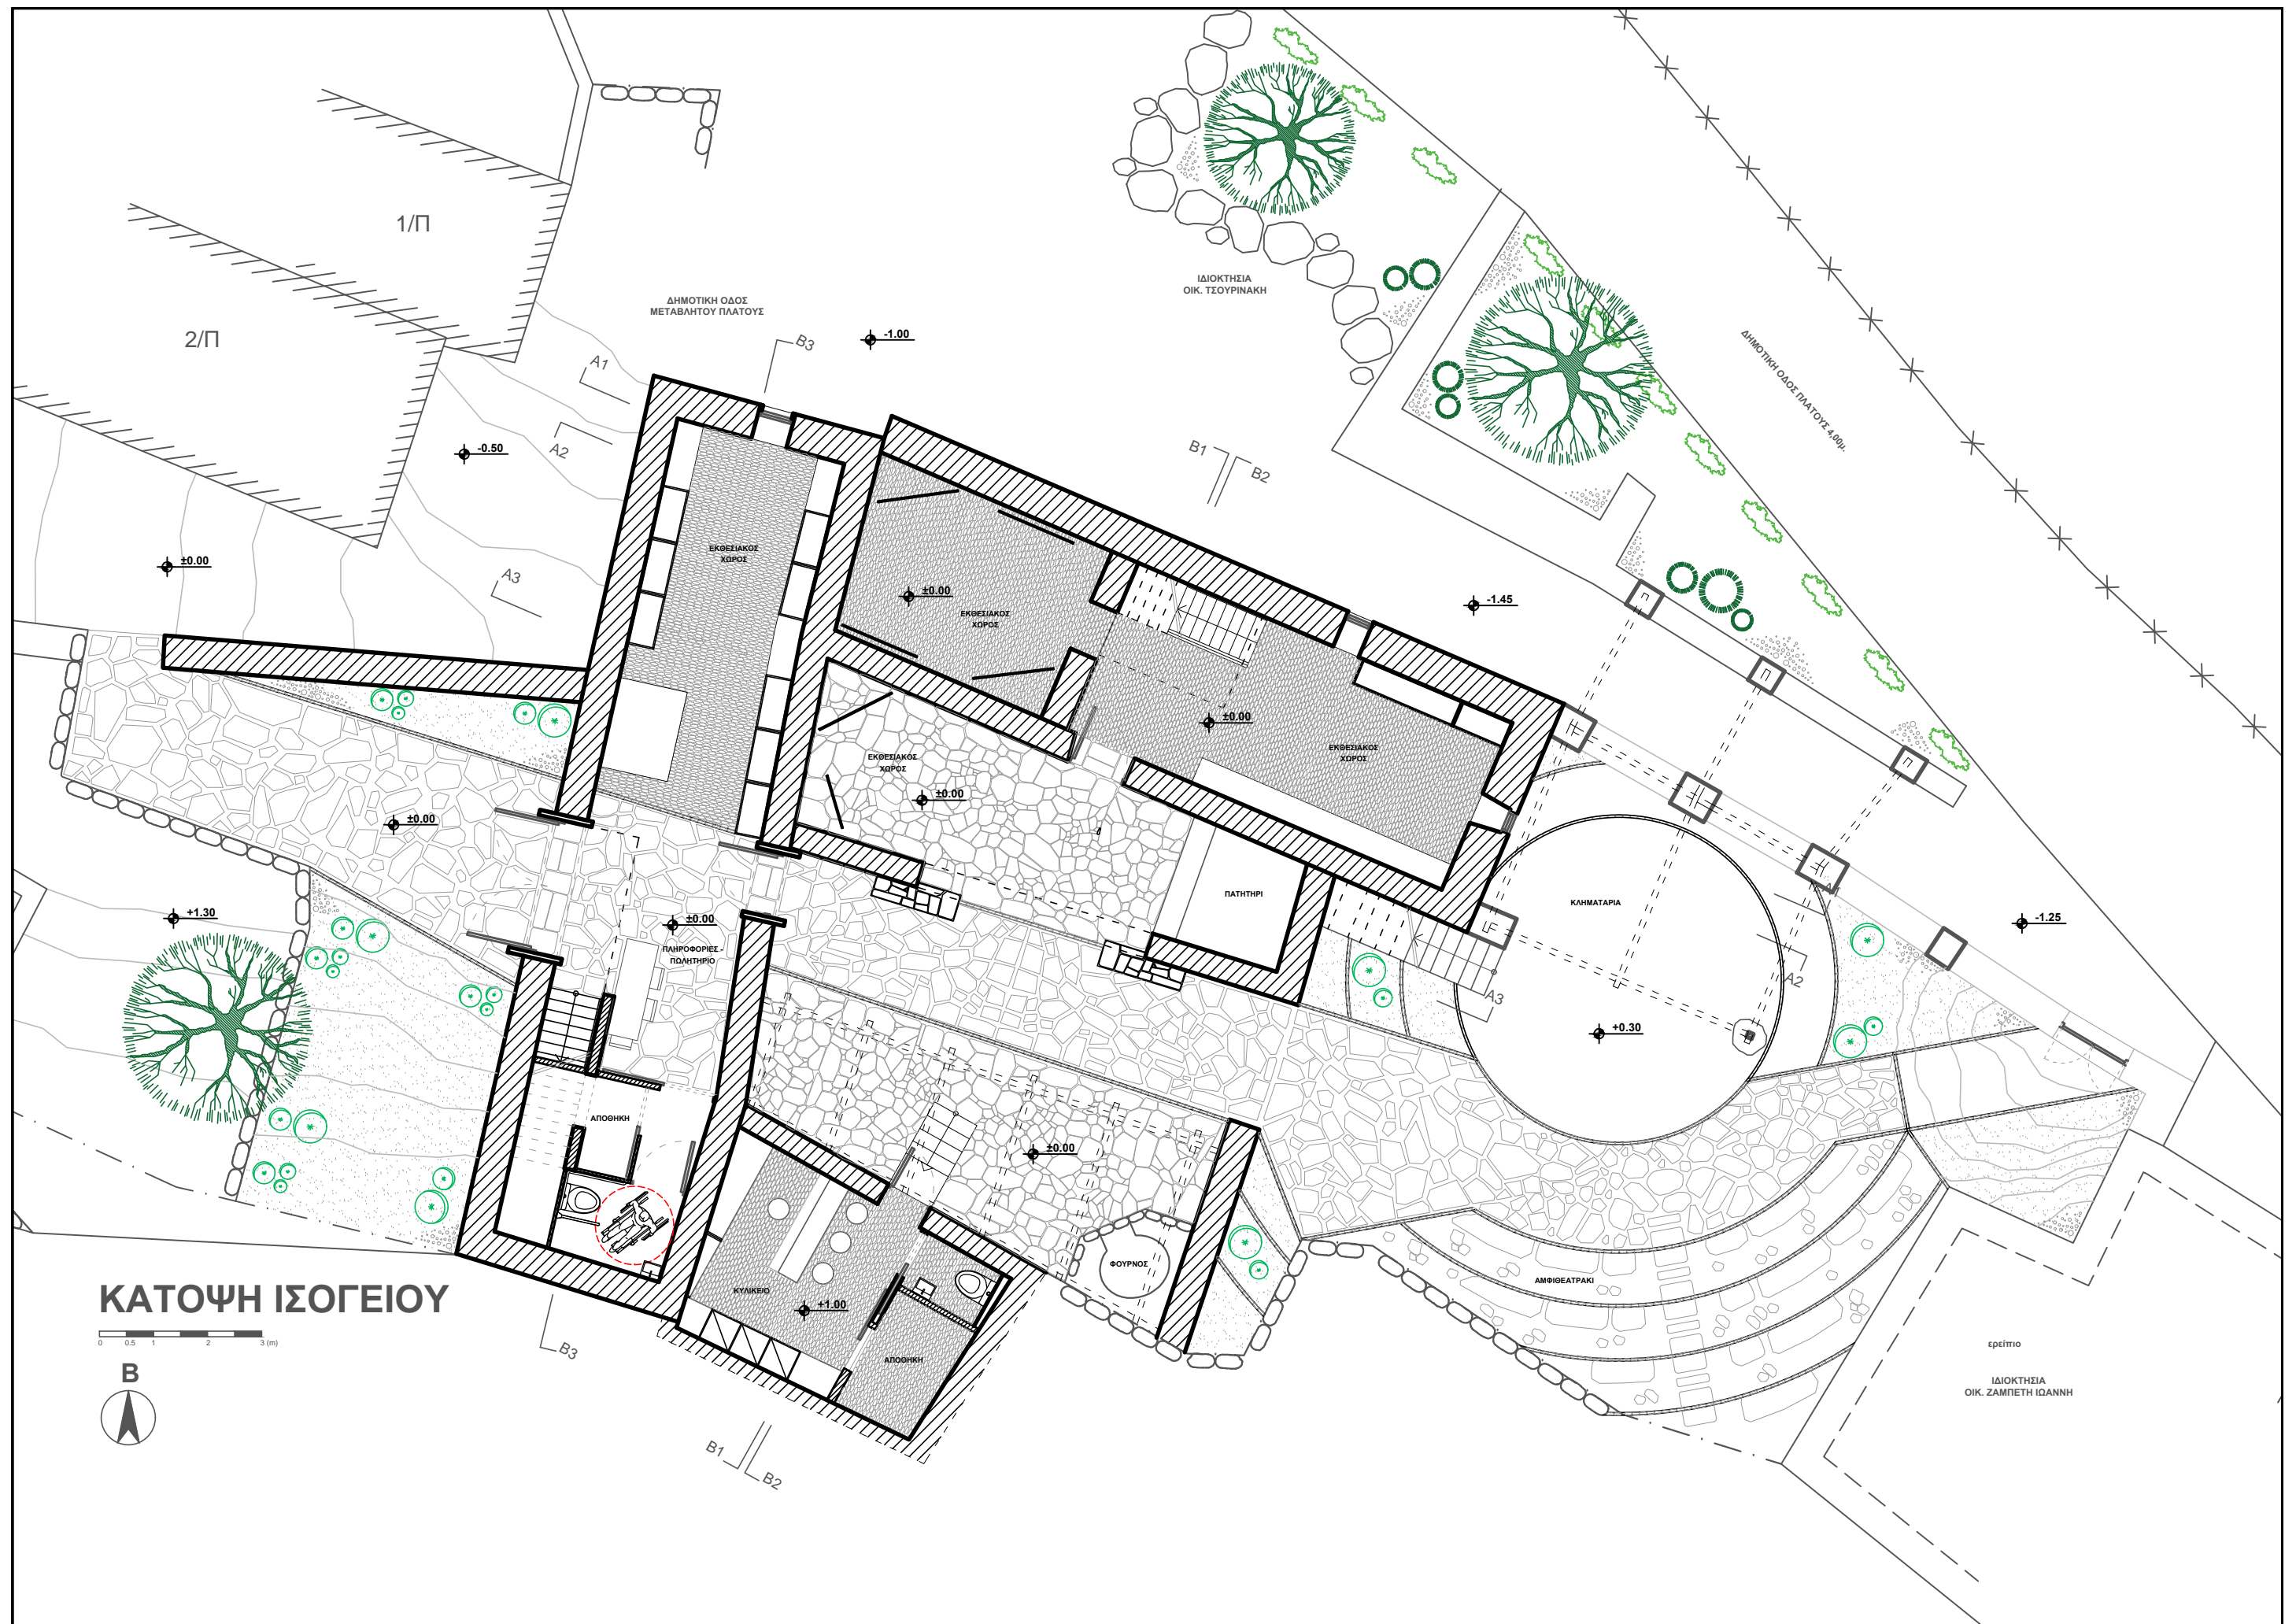 1/Π
2/Π
ΔΗΜΟΤΙΚΗ ΟΔΟΣ
ΜΕΤΑΒΛΗΤΟΥ ΠΛΑΤΟΥΣ
ΙΔΙΟΚΤΗΣΙΑ
ΟΙΚ. ΤΣΟΥΡΙΝΑΚΗ
ΔΗΜΟΤΙΚΗ ΟΔΟΣ ΠΛΑΤΟΥΣ 4,00μ.
B3
-1.00
A1
A2
-0.50
B1
B2
ΕΚΘΕΣΙΑΚΟΣ
ΧΩΡΟΣ
±0.00
A3
±0.00
ΕΚΘΕΣΙΑΚΟΣ
ΧΩΡΟΣ
-1.45
±0.00
ΕΚΘΕΣΙΑΚΟΣ
ΧΩΡΟΣ
ΕΚΘΕΣΙΑΚΟΣ
ΧΩΡΟΣ
±0.00
±0.00
ΠΑΤΗΤΗΡΙ
ΚΛΗΜΑΤΑΡΙΑ
A1
+1.30
±0.00
-1.25
ΠΛΗΡΟΦΟΡΙΕΣ -
ΠΩΛΗΤΗΡΙΟ
A2
A3
+0.30
ΑΠΟΘΗΚΗ
±0.00
ΦΟΥΡΝΟΣ
ΑΜΦΙΘΕΑΤΡΑΚΙ
ΚΥΛΙΚΕΙΟ
+1.00
ΑΠΟΘΗΚΗ
ΚΑΤΟΨΗ ΙΣΟΓΕΙΟΥ
0 0.5 1 2 3 (m)
B
B3
ερείπιο
ΙΔΙΟΚΤΗΣΙΑ
ΟΙΚ. ΖΑΜΠΕΤΗ ΙΩΑΝΝΗ
B1
B2